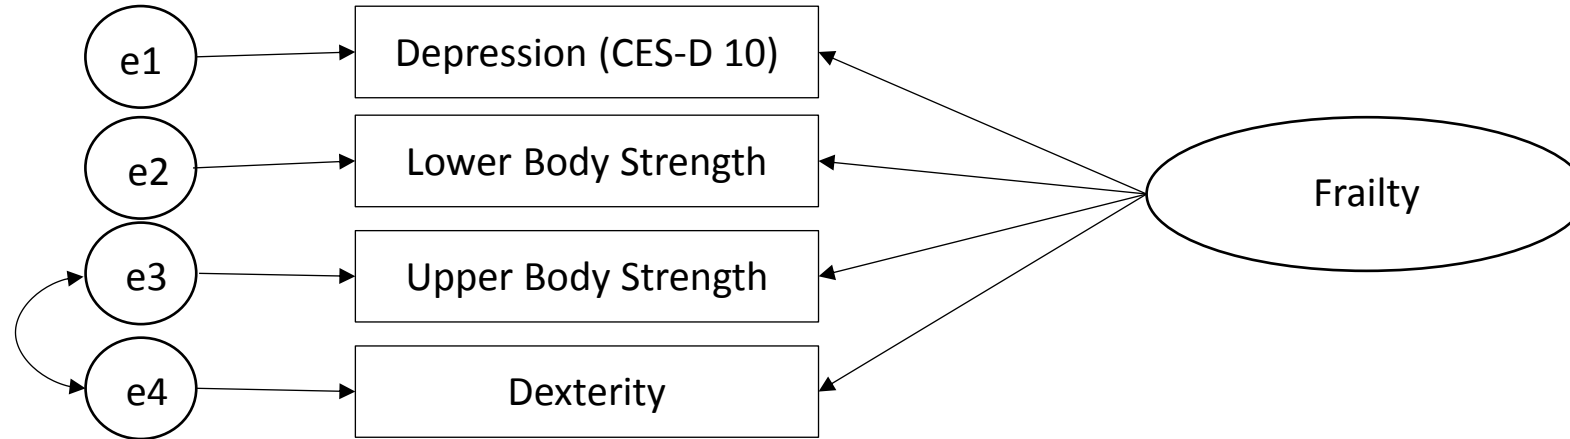 e1
Depression (CES-D 10)
e2
Lower Body Strength
Frailty
e3
Upper Body Strength
e4
Dexterity